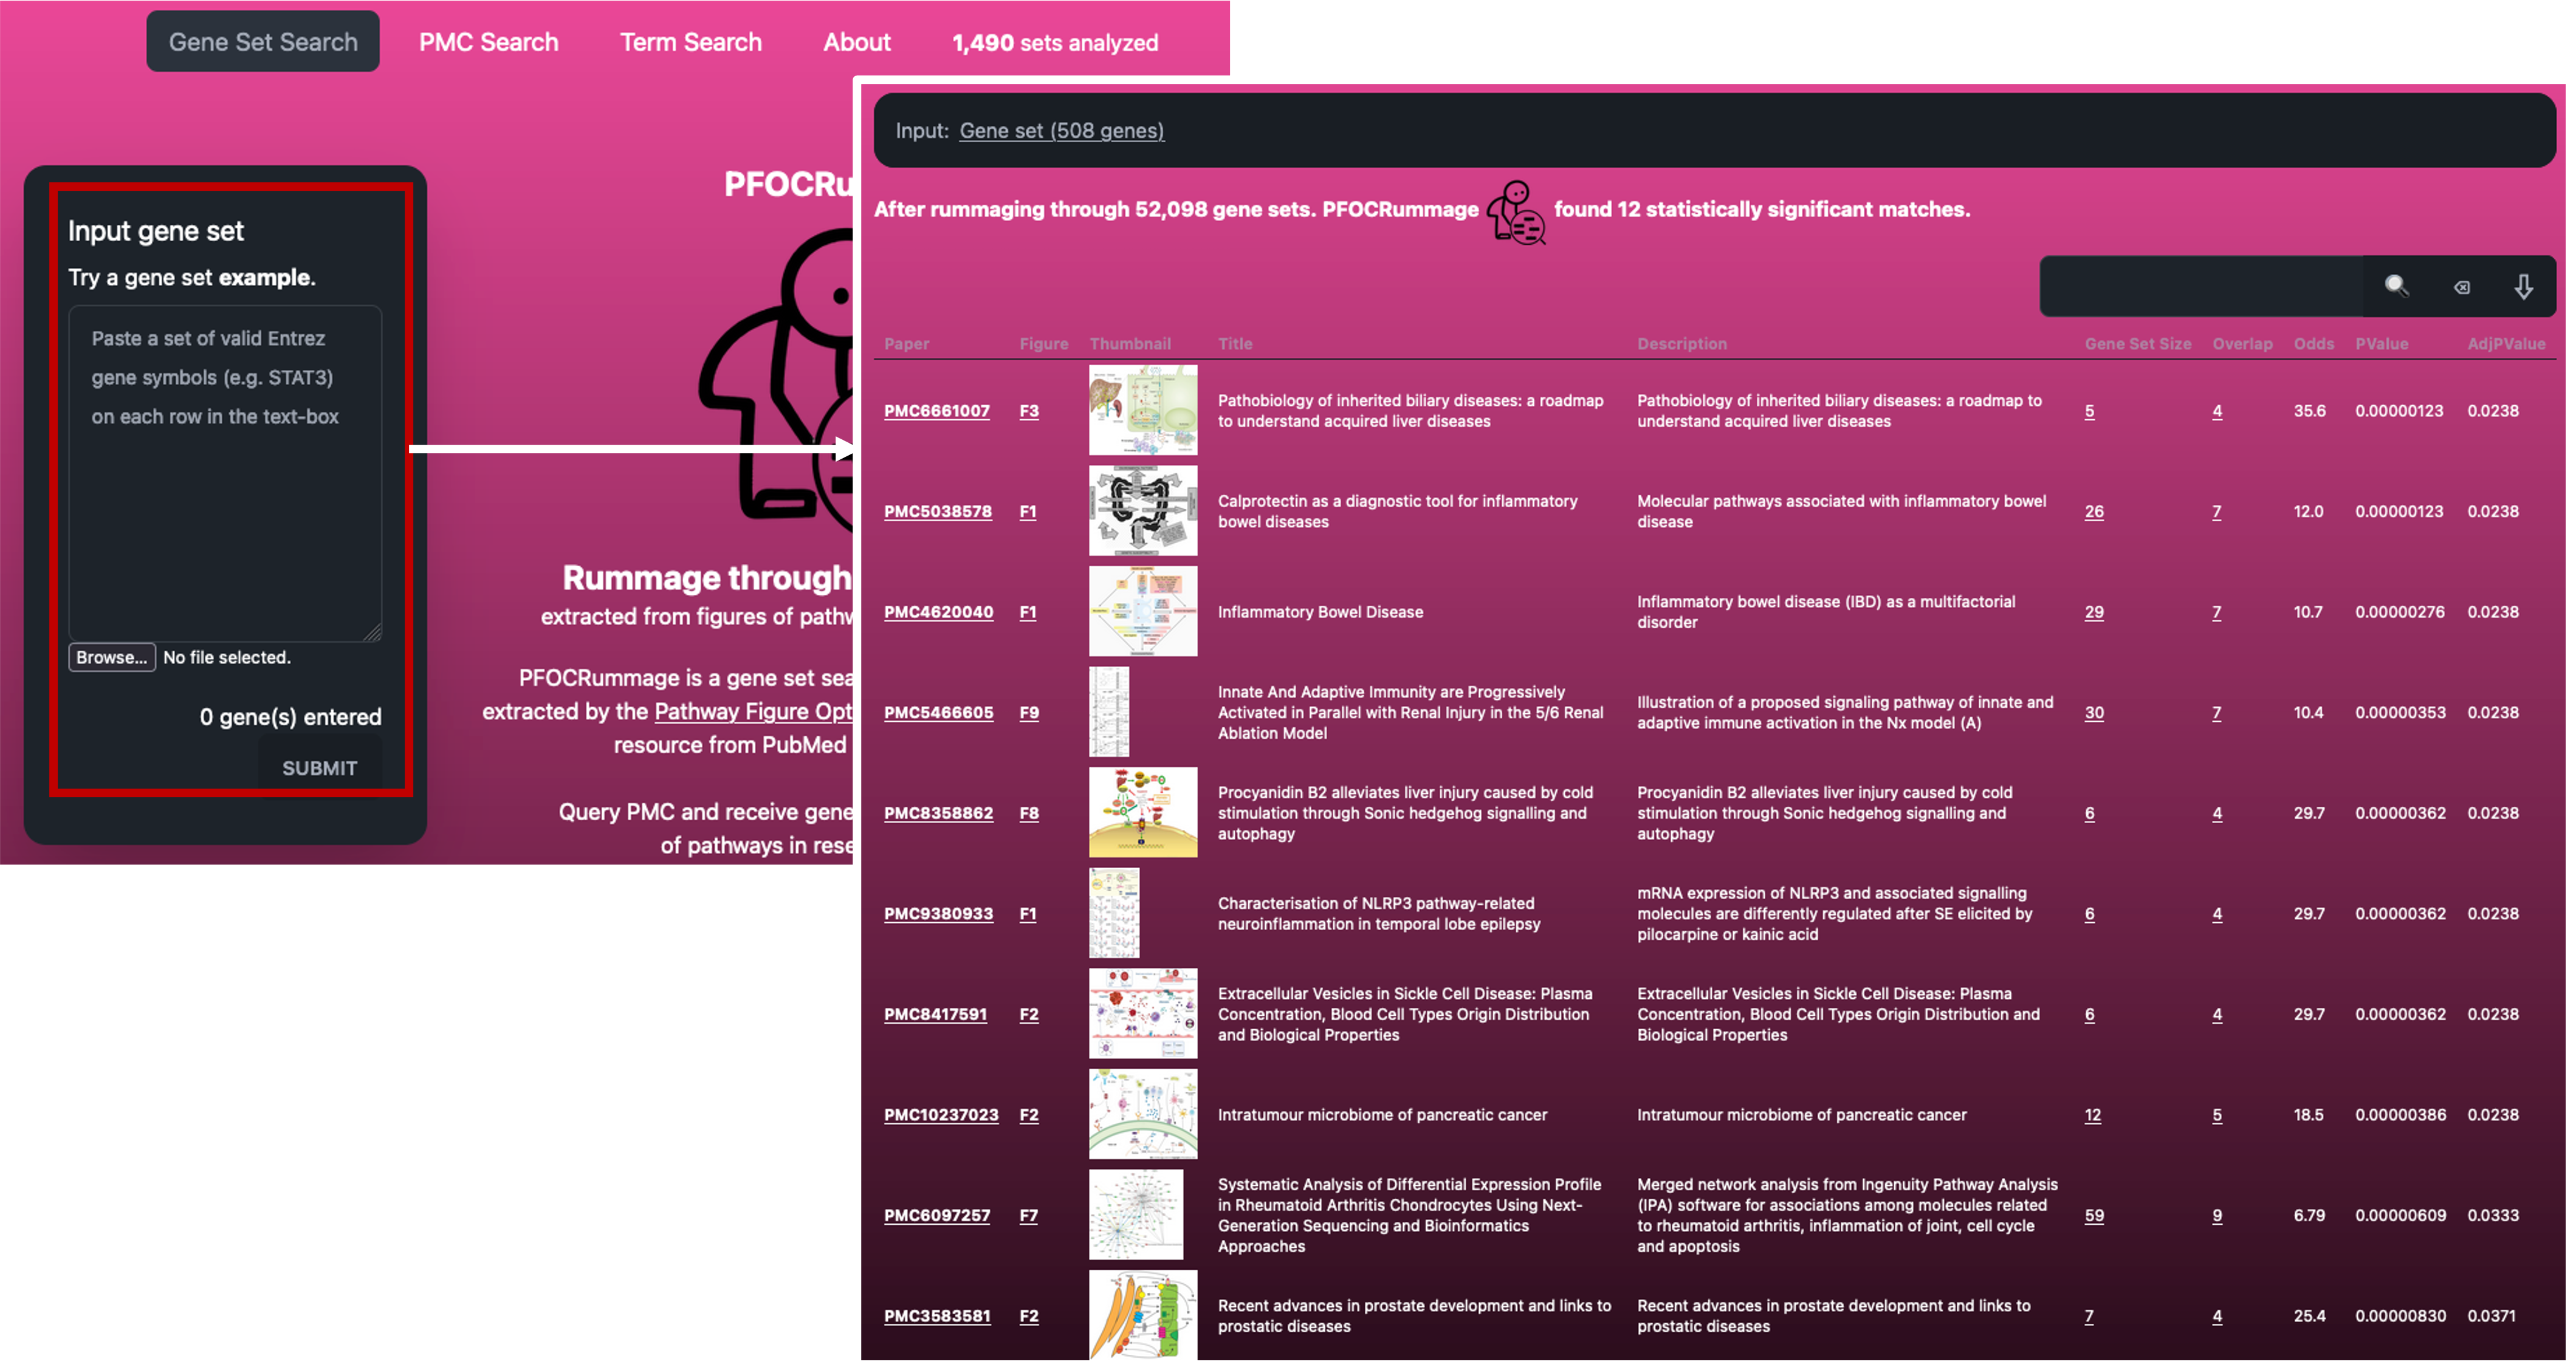 Gene Set Search PMC Search Term Search About 1,490 sets analyzed
PFOCRu
Input gene set
Try a gene set example.
Paste a set of valid Entrez
gene symbols (e.g. STAT3)
on each row in the text-box
Browse... No file selected.
0 gene(s) entered
SUBMIT
Rummage through
extracted from figures of pathw
PFOCRummage is a gene set sea
extracted by the Pathway Figure Opt
resource from PubMed
Query PMC and receive gene
of pathways in rese
Input: Gene set (508 genes)
After rummaging through 52,098 gene sets. PFOCRummage found 12 statistically significant matches.
Paper Figure Thumbnail Title Description Gene Set Size Overlap Odds PValue AdjPValue
PMC6661007 F3 Pathobiology of inherited biliary diseases: a roadmap Pathobiology of inherited biliary diseases: a roadmap to 5 4 35.6 0.00000123 0.0238
to understand acquired liver diseases understand acquired liver diseases
PMC5038578 F1 Calprotectin as a diagnostic tool for inflammatory Molecular pathways associated with inflammatory bowel 26 7 12.0 0.00000123 0.0238
bowel diseases disease
PMC4620040 F1 Inflammatory Bowel Disease Inflammatory bowel disease (IBD) as a multifactorial 29 7 10.7 0.00000276 0.0238
disorder
PMC5466605 F9 Innate And Adaptive Immunity are Progressively Illustration of a proposed signaling pathway of innate and 30 7 10.4 0.00000353 0.0238
Activated in Parallel with Renal Injury in the 5/6 Renal adaptive immune activation in the Nx model (A)
Ablation Model
PMC8358862 F8 Procyanidin B2 alleviates liver injury caused by cold Procyanidin B2 alleviates liver injury caused by cold 6 4 29.7 0.00000362 0.0238
stimulation through Sonic hedgehog signalling and stimulation through Sonic hedgehog signalling and
autophagy autophagy
PMC9380933 F1 Characterisation of NLRP3 pathway-related mRNA expression of NLRP3 and associated signalling 6 4 29.7 0.00000362 0.0238
neuroinflammation in temporal lobe epilepsy molecules are differently regulated after SE elicited by
pilocarpine or kainic acid
PMC8417591 F2 Extracellular Vesicles in Sickle Cell Disease: Plasma Extracellular Vesicles in Sickle Cell Disease: Plasma 6 4 29.7 0.00000362 0.0238
Concentration, Blood Cell Types Origin Distribution Concentration, Blood Cell Types Origin Distribution and
and Biological Properties Biological Properties
PMC10237023 F2 Intratumour microbiome of pancreatic cancer Intratumour microbiome of pancreatic cancer 12 5 18.5 0.00000386 0.0238
PMC6097257 F7 Systematic Analysis of Differential Expression Profile Merged network analysis from Ingenuity Pathway Analysis 59 9 6.79 0.00000609 0.0333
in Rheumatoid Arthritis Chondrocytes Using Next- (IPA) software for associations among molecules related
Generation Sequencing and Bioinformatics to rheumatoid arthritis, inflammation of joint, cell cycle
Approaches and apoptosis
PMC3583581 F2 Recent advances in prostate development and links to Recent advances in prostate development and links to 7 4 25.4 0.00000830 0.0371
prostatic diseases prostatic diseases